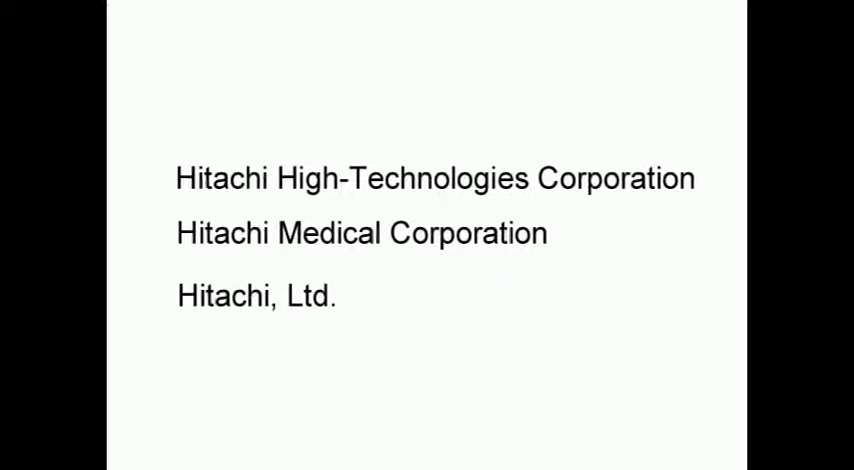 Hitachi High-Technologies Corporation
Hitachi Medical Corporation
Hitachi, Ltd.